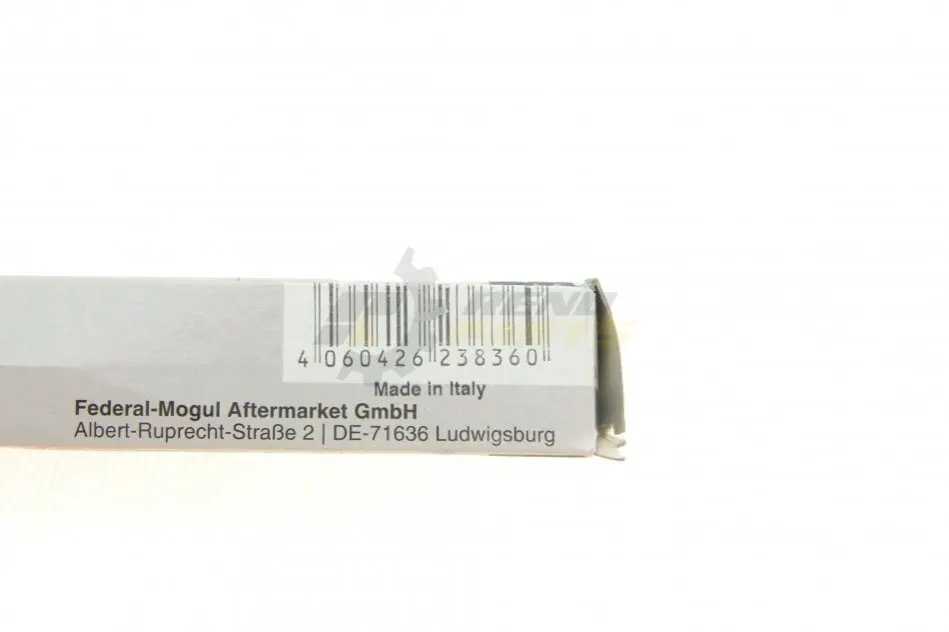 4 060426 238360
Made in Italy
Federal-Mogul Aftermarket GmbH
Albert-Ruprecht-Straße 2 | DE-71636 Ludwigsburg